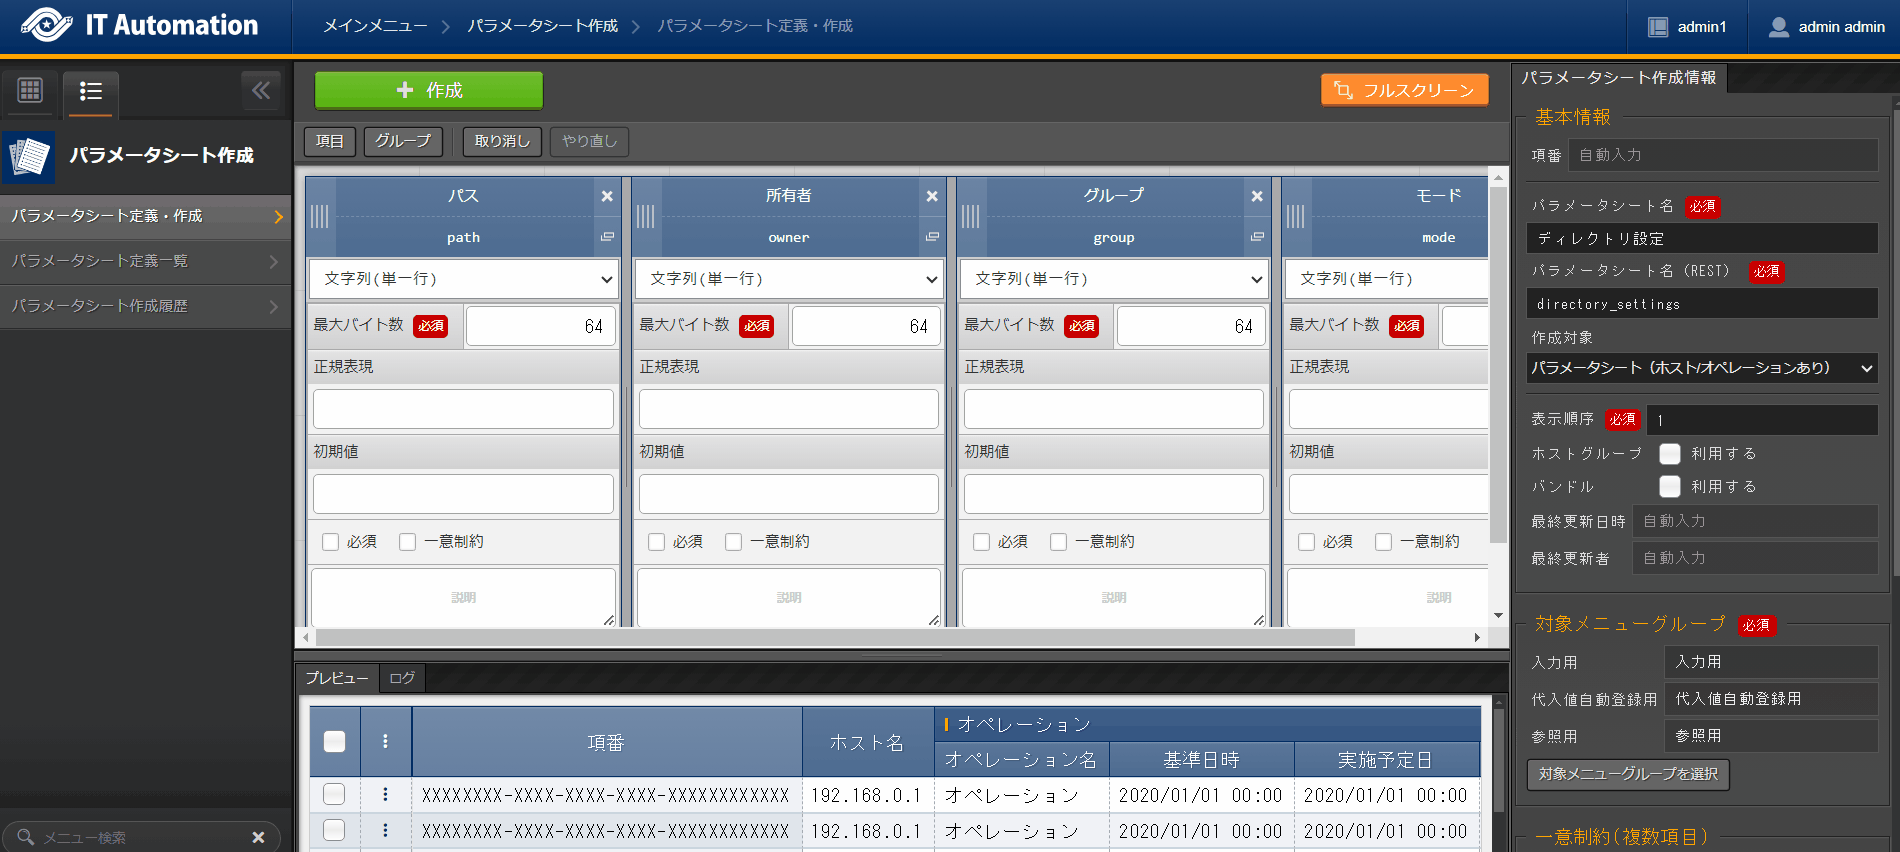 IT Automation
メインメニュー
パラメータシート作成
パラメータシート定義・作成
admin1
admin admin
パラメータシート作成
パラメータシート定義・作成
パラメータシート定義一覧
パラメータシート作成履歴
メニュー検索
作成
フルスクリーン
項目 グループ 取り消し やり直し
パス 所有者 グループ モード
path owner group mode
文字列(単一行) 文字列(単一行) 文字列(単一行) 文字列(単一行)
最大バイト数 必須 64 最大バイト数 必須 64 最大バイト数 必須 64 最大バイト数 必須
正規表現 正規表現 正規表現 正規表現
初期値 初期値 初期値 初期値
必須 一意制約 必須 一意制約 必須 一意制約 必須 一意制約
説明 説明 説明 説明
プレビュー ログ
項番 ホスト名 オペレーション
オペレーション名 基準日時 実施予定日
XXXXXXXX-XXXX-XXXX-XXXX-XXXXXXXXXXXX 192.168.0.1 オペレーション 2020/01/01 00:00 2020/01/01 00:00
XXXXXXXX-XXXX-XXXX-XXXX-XXXXXXXXXXXX 192.168.0.1 オペレーション 2020/01/01 00:00 2020/01/01 00:00
パラメータシート作成情報
基本情報
項番 自動入力
パラメータシート名 必須
ディレクトリ設定
パラメータシート名（REST） 必須
directory_settings
作成対象
パラメータシート（ホスト/オペレーションあり）
表示順序 必須 1
ホストグループ 利用する
バンドル 利用する
最終更新日時 自動入力
最終更新者 自動入力
対象メニューグループ 必須
入力用 入力用
代入値自動登録用 代入値自動登録用
参照用 参照用
対象メニューグループを選択
一意制約(複数項目)